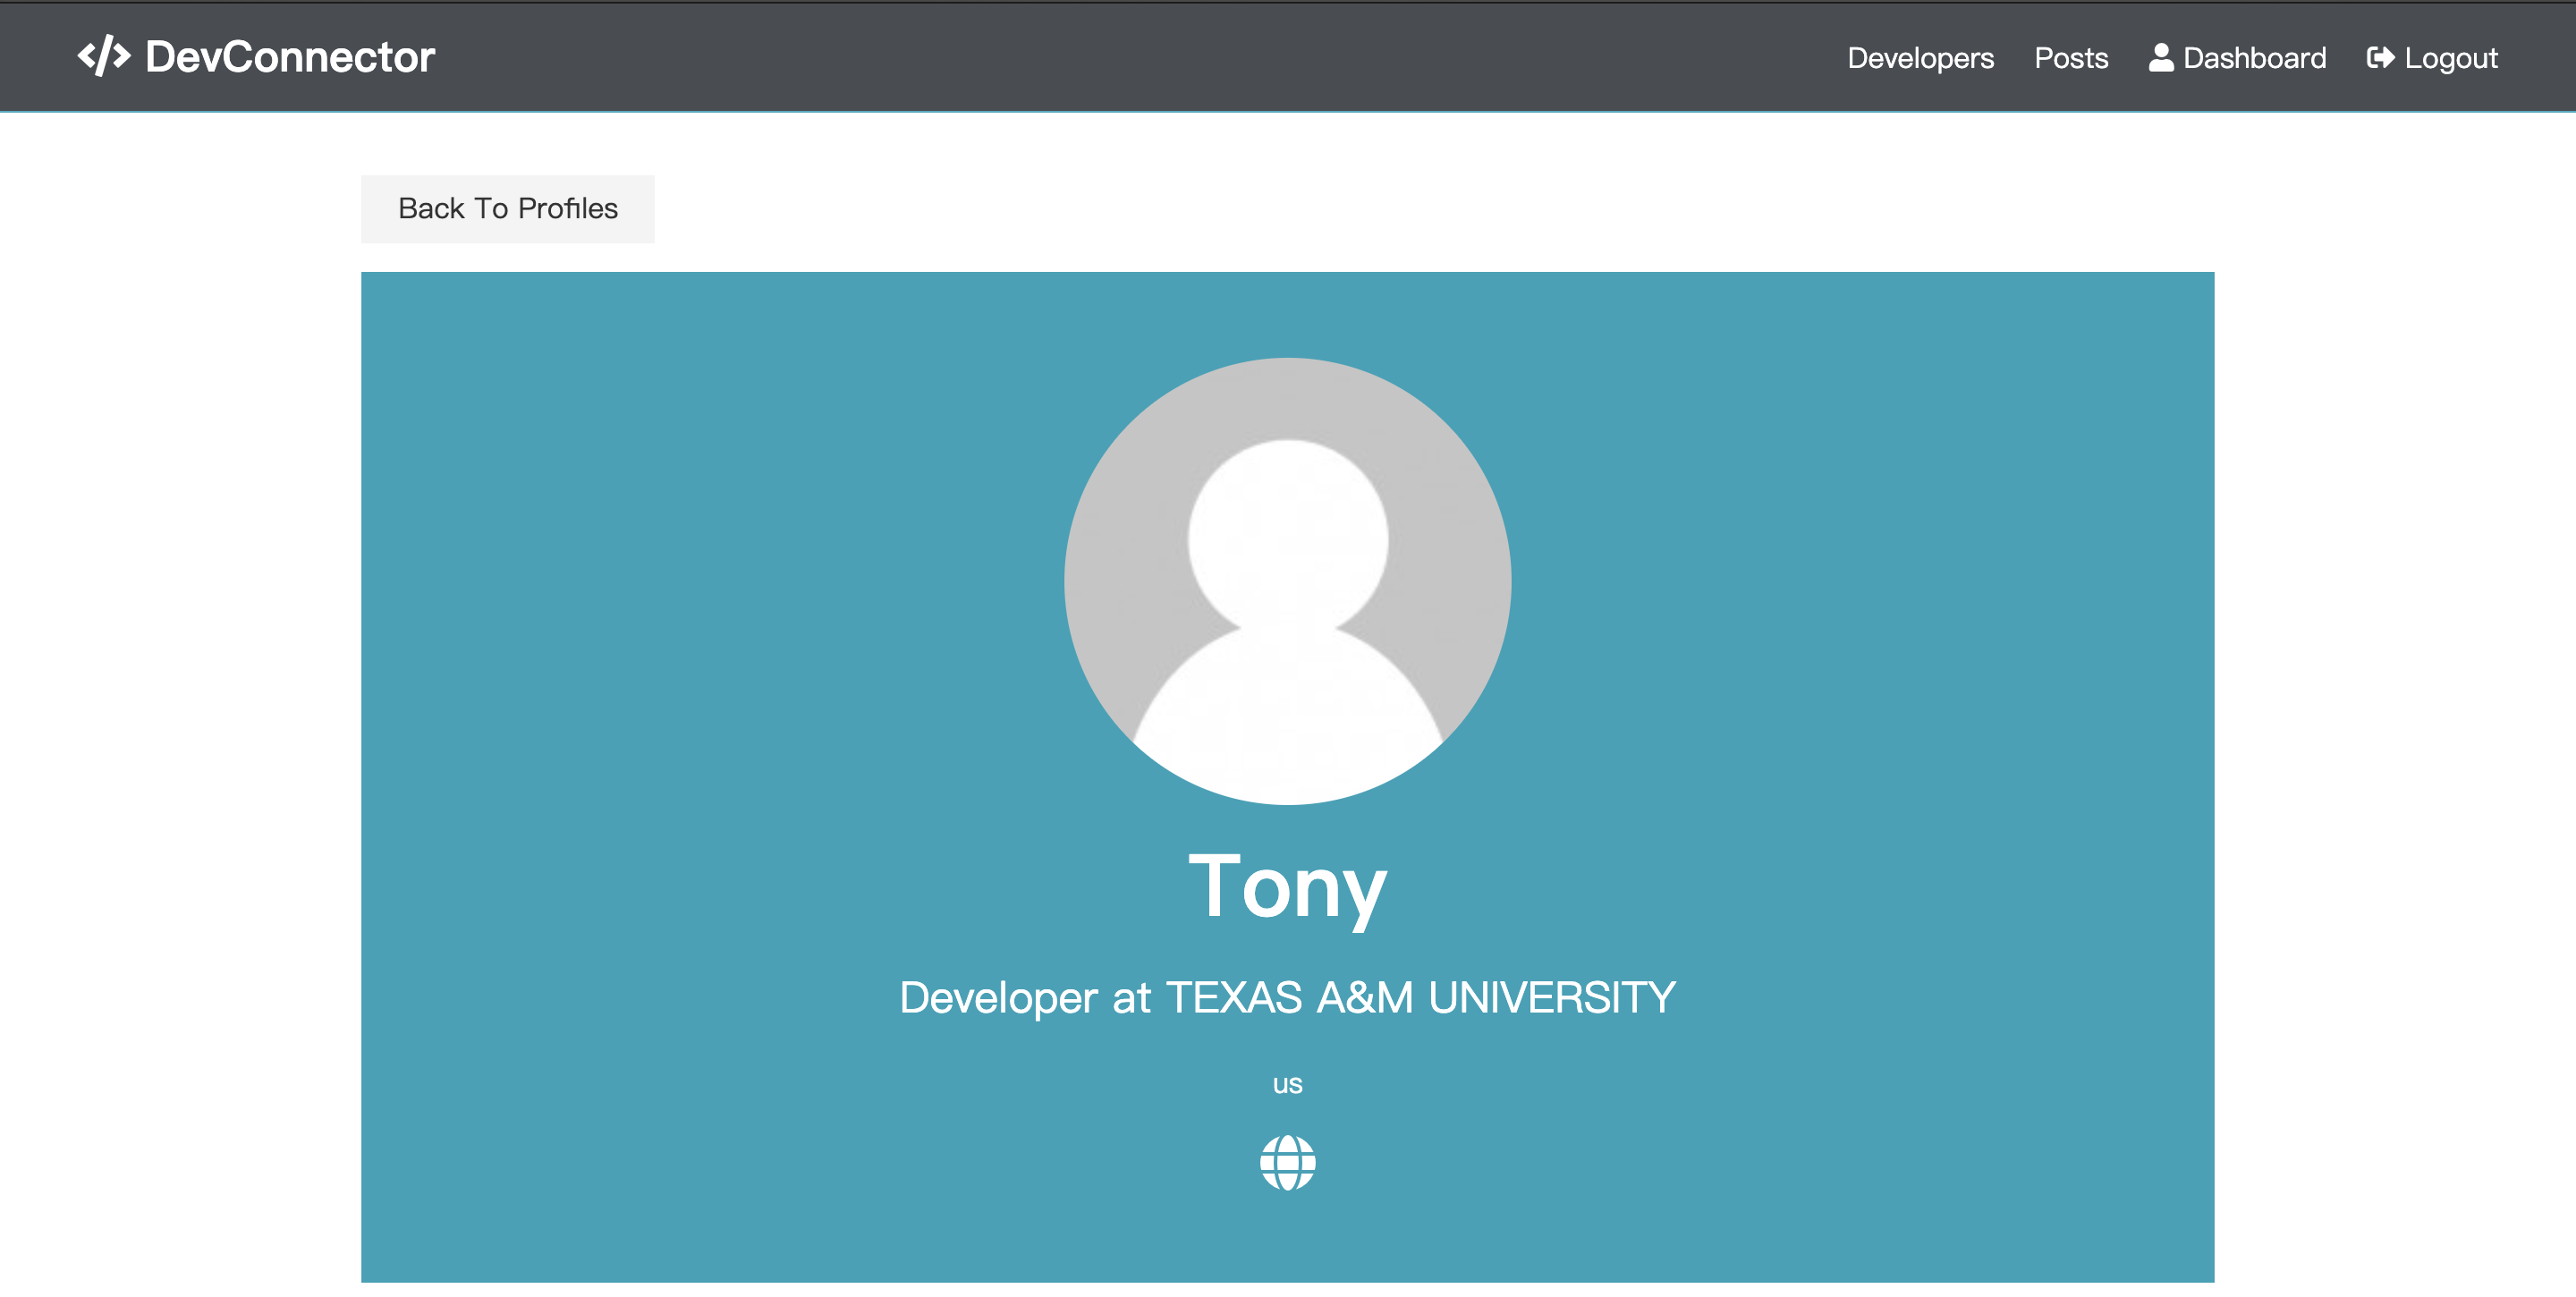 DevConnector
Developers Posts Dashboard Logout
Back To Profiles
Tony
Developer at TEXAS A&M UNIVERSITY
us